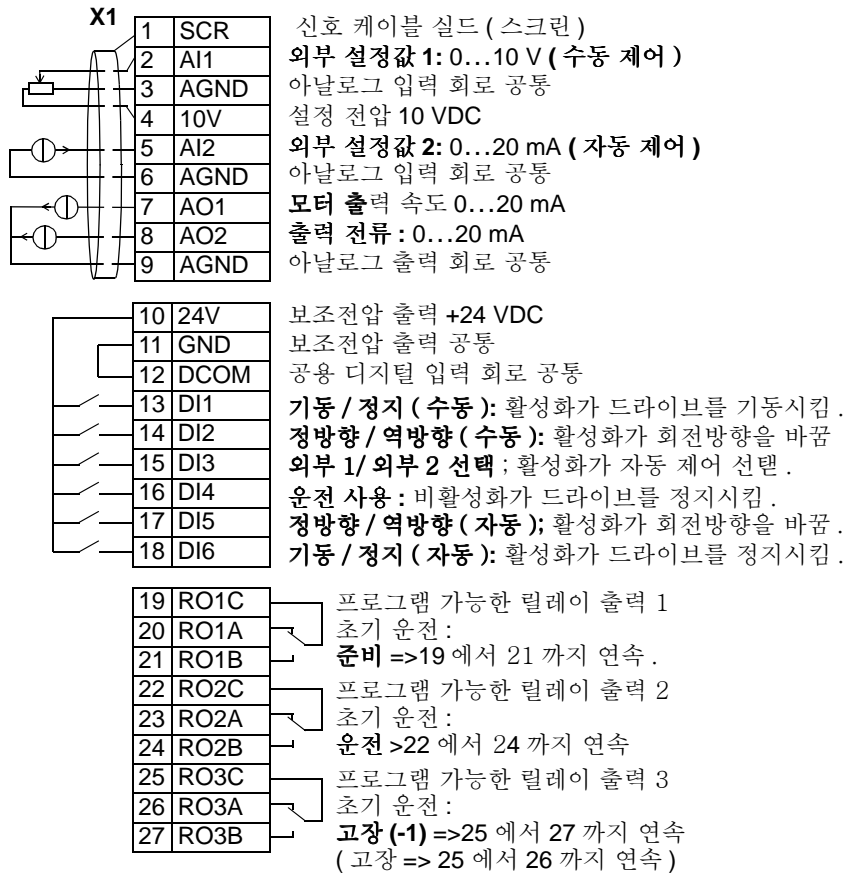 X1
1 SCR 신호 케이블 실드 ( 스크린 )
2 AI1 외부 설정값 1: 0…10 V ( 수동 제어 )
3 AGND 아날로그 입력 회로 공통
4 10V 설정 전압 10 VDC
5 AI2 외부 설정값 2: 0…20 mA ( 자동 제어 )
6 AGND 아날로그 입력 회로 공통
7 AO1 모터 출력 속도 0…20 mA
8 AO2 출력 전류 : 0…20 mA
9 AGND 아날로그 출력 회로 공통
10 24V 보조전압 출력 +24 VDC
11 GND 보조전압 출력 공통
12 DCOM 공용 디지털 입력 회로 공통
13 DI1 기동 / 정지 ( 수동 ): 활성화가 드라이브를 기동시킴 .
14 DI2 정방향 / 역방향 ( 수동 ): 활성화가 회전방향을 바꿈
15 DI3 외부 1/ 외부 2 선택 ; 활성화가 자동 제어 선탣 .
16 DI4 운전 사용 : 비활성화가 드라이브를 정지시킴 .
17 DI5 정방향 / 역방향 ( 자동 ); 활성화가 회전방향을 바꿈 .
18 DI6 기동 / 정지 ( 자동 ): 활성화가 드라이브를 정지시킴 .
19 RO1C 프로그램 가능한 릴레이 출력 1
20 RO1A 초기 운전 :
21 RO1B 준비 =>19 에서 21 까지 연속 .
22 RO2C 프로그램 가능한 릴레이 출력 2
23 RO2A 초기 운전 :
24 RO2B 운전 >22 에서 24 까지 연속
25 RO3C 프로그램 가능한 릴레이 출력 3
26 RO3A 초기 운전 :
27 RO3B 고장 (-1) =>25 에서 27 까지 연속
( 고장 => 25 에서 26 까지 연속 )